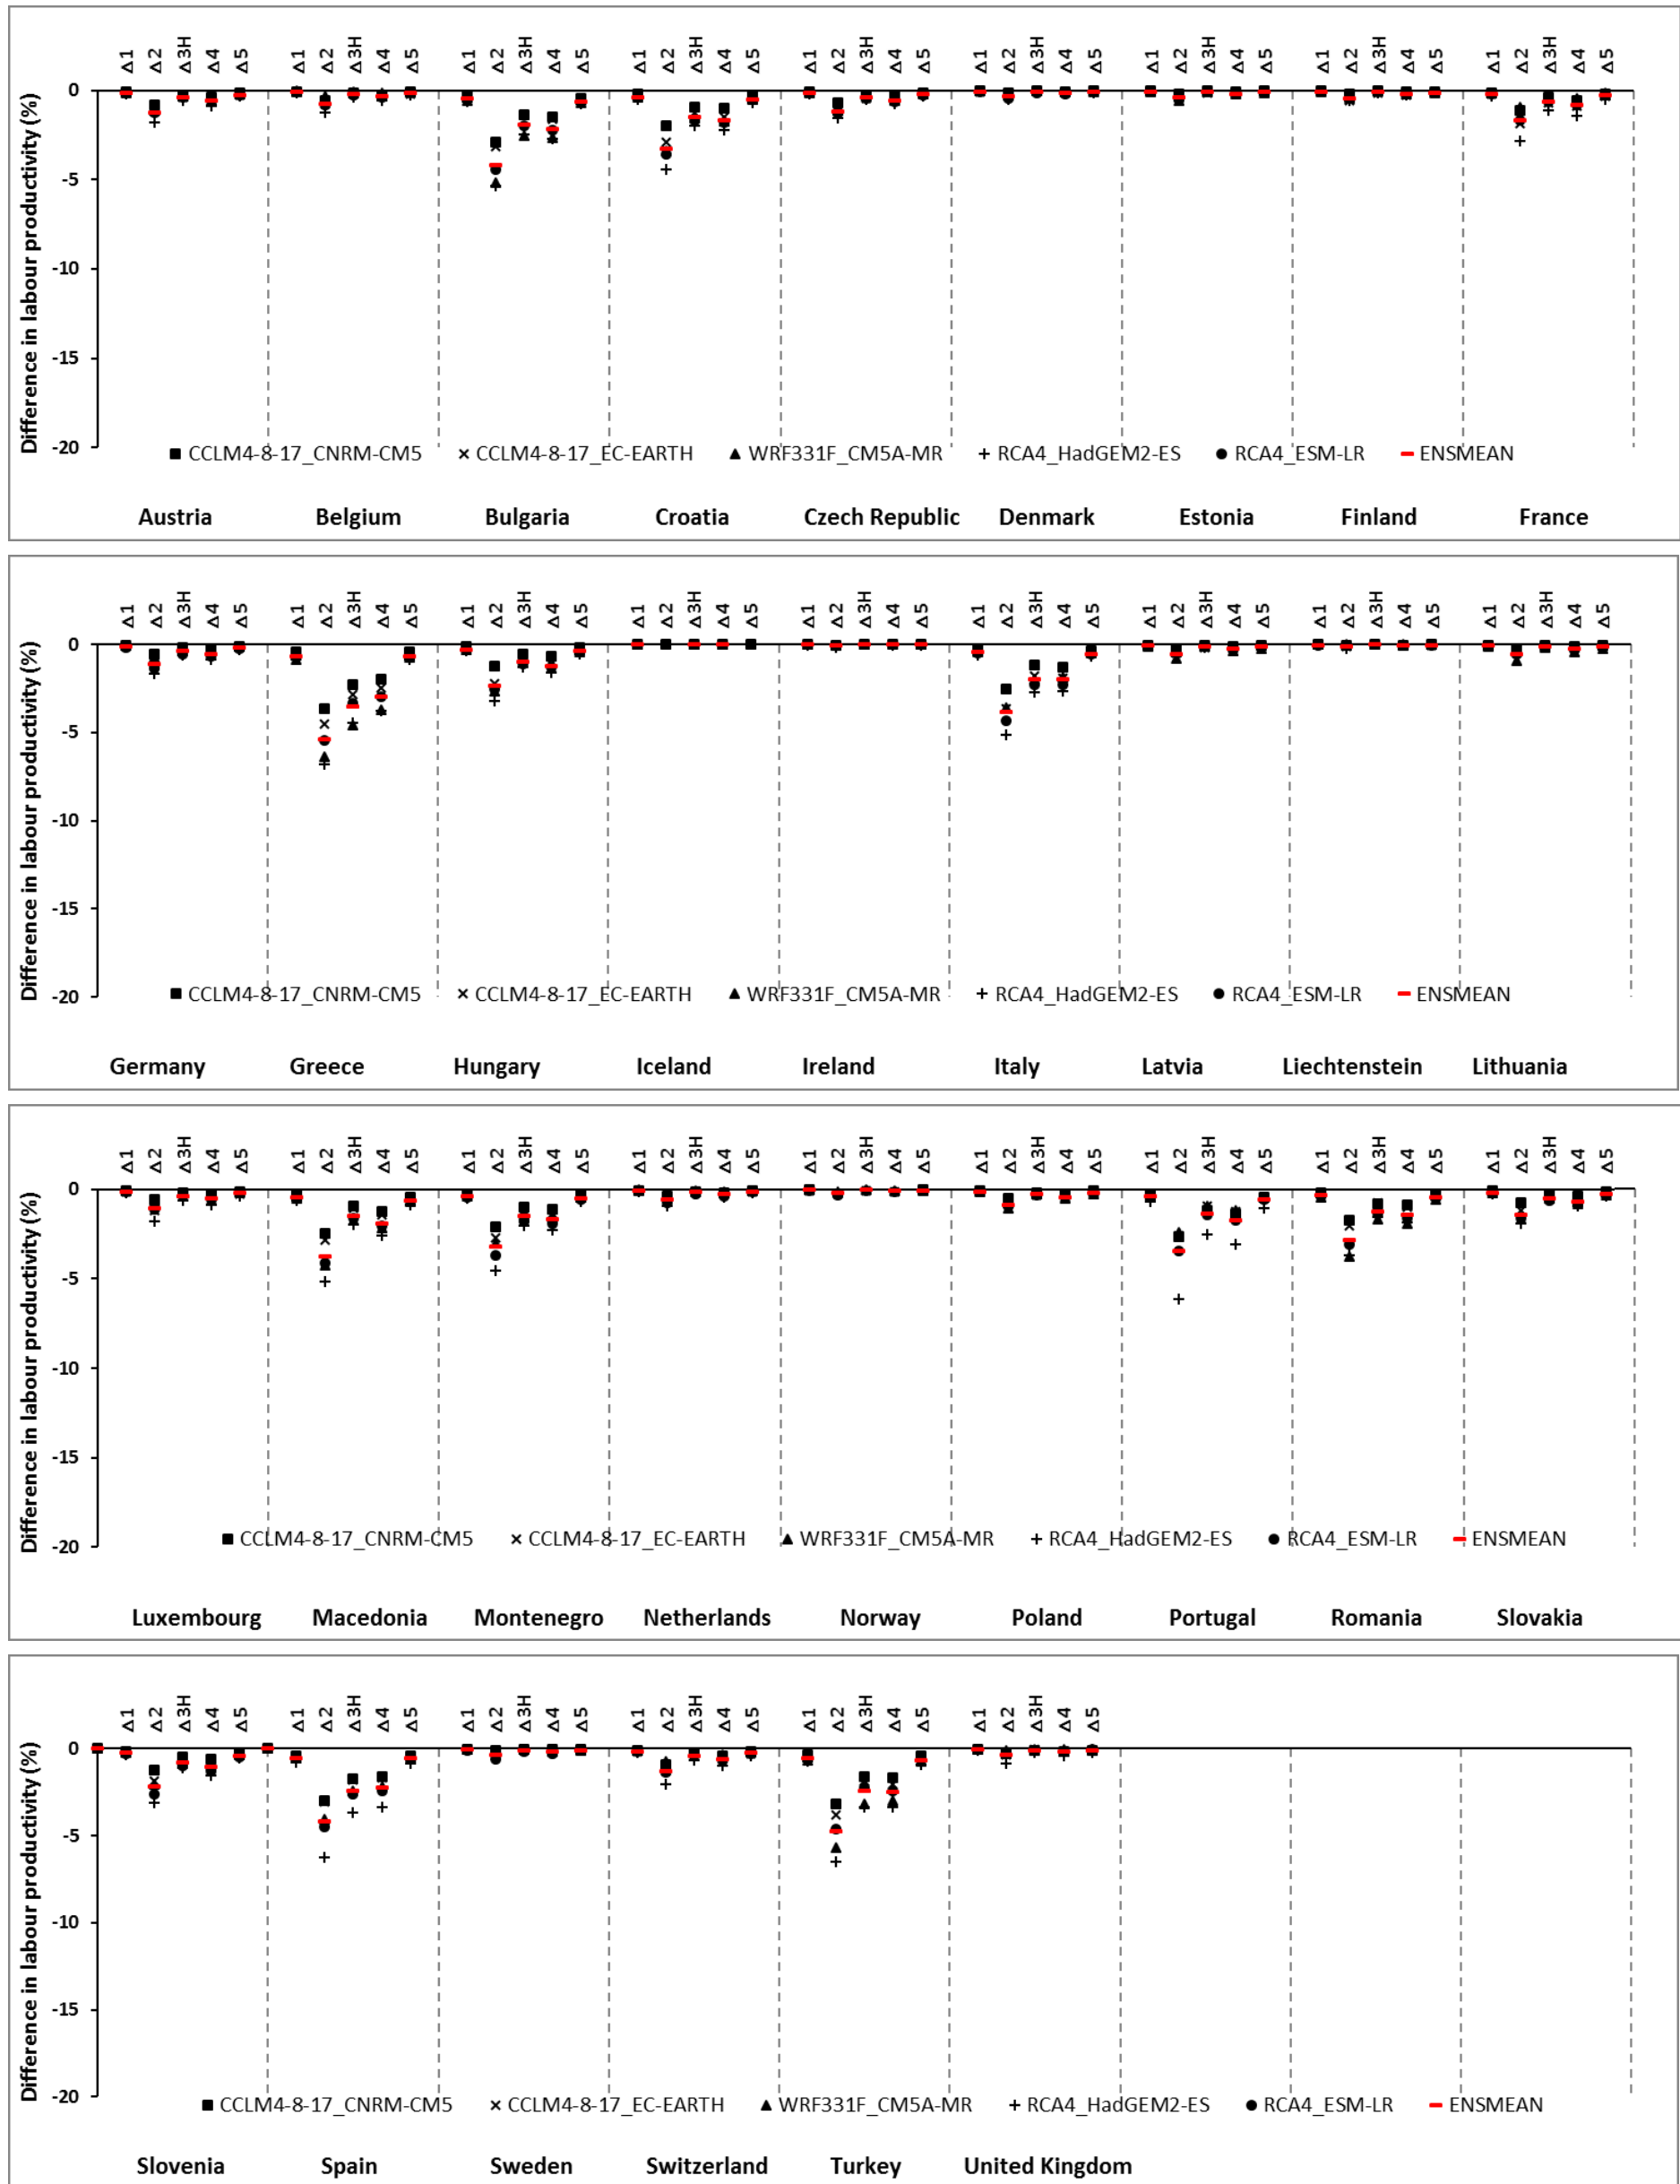 Δ1 Δ2 Δ3H Δ4 Δ5 Δ1 Δ2 Δ3H Δ4 Δ5 Δ1 Δ2 Δ3H Δ4 Δ5 Δ1 Δ2 Δ3H Δ4 Δ5 Δ1 Δ2 Δ3H Δ4 Δ5 Δ1 Δ2 Δ3H Δ4 Δ5 Δ1 Δ2 Δ3H Δ4 Δ5 Δ1 Δ2 Δ3H Δ4 Δ5 Δ1 Δ2 Δ3H Δ4 Δ5
Difference in labour productivity (%)
0
-5
-10
-15
-20
CCLM4-8-17_CNRM-CM5 CCLM4-8-17_EC-EARTH WRF331F_CM5A-MR RCA4_HadGEM2-ES RCA4_ESM-LR ENSMEAN
Austria Belgium Bulgaria Croatia Czech Republic Denmark Estonia Finland France
Δ1 Δ2 Δ3H Δ4 Δ5 Δ1 Δ2 Δ3H Δ4 Δ5 Δ1 Δ2 Δ3H Δ4 Δ5 Δ1 Δ2 Δ3H Δ4 Δ5 Δ1 Δ2 Δ3H Δ4 Δ5 Δ1 Δ2 Δ3H Δ4 Δ5 Δ1 Δ2 Δ3H Δ4 Δ5 Δ1 Δ2 Δ3H Δ4 Δ5 Δ1 Δ2 Δ3H Δ4 Δ5
Difference in labour productivity (%)
0
-5
-10
-15
-20
CCLM4-8-17_CNRM-CM5 CCLM4-8-17_EC-EARTH WRF331F_CM5A-MR RCA4_HadGEM2-ES RCA4_ESM-LR ENSMEAN
Germany Greece Hungary Iceland Ireland Italy Latvia Liechtenstein Lithuania
Δ1 Δ2 Δ3H Δ4 Δ5 Δ1 Δ2 Δ3H Δ4 Δ5 Δ1 Δ2 Δ3H Δ4 Δ5 Δ1 Δ2 Δ3H Δ4 Δ5 Δ1 Δ2 Δ3H Δ4 Δ5 Δ1 Δ2 Δ3H Δ4 Δ5 Δ1 Δ2 Δ3H Δ4 Δ5 Δ1 Δ2 Δ3H Δ4 Δ5 Δ1 Δ2 Δ3H Δ4 Δ5
Difference in labour productivity (%)
0
-5
-10
-15
-20
CCLM4-8-17_CNRM-CM5 CCLM4-8-17_EC-EARTH WRF331F_CM5A-MR RCA4_HadGEM2-ES RCA4_ESM-LR ENSMEAN
Luxembourg Macedonia Montenegro Netherlands Norway Poland Portugal Romania Slovakia
Δ1 Δ2 Δ3H Δ4 Δ5 Δ1 Δ2 Δ3H Δ4 Δ5 Δ1 Δ2 Δ3H Δ4 Δ5 Δ1 Δ2 Δ3H Δ4 Δ5 Δ1 Δ2 Δ3H Δ4 Δ5 Δ1 Δ2 Δ3H Δ4 Δ5
Difference in labour productivity (%)
0
-5
-10
-15
-20
CCLM4-8-17_CNRM-CM5 CCLM4-8-17_EC-EARTH WRF331F_CM5A-MR RCA4_HadGEM2-ES RCA4_ESM-LR ENSMEAN
Slovenia Spain Sweden Switzerland Turkey United Kingdom